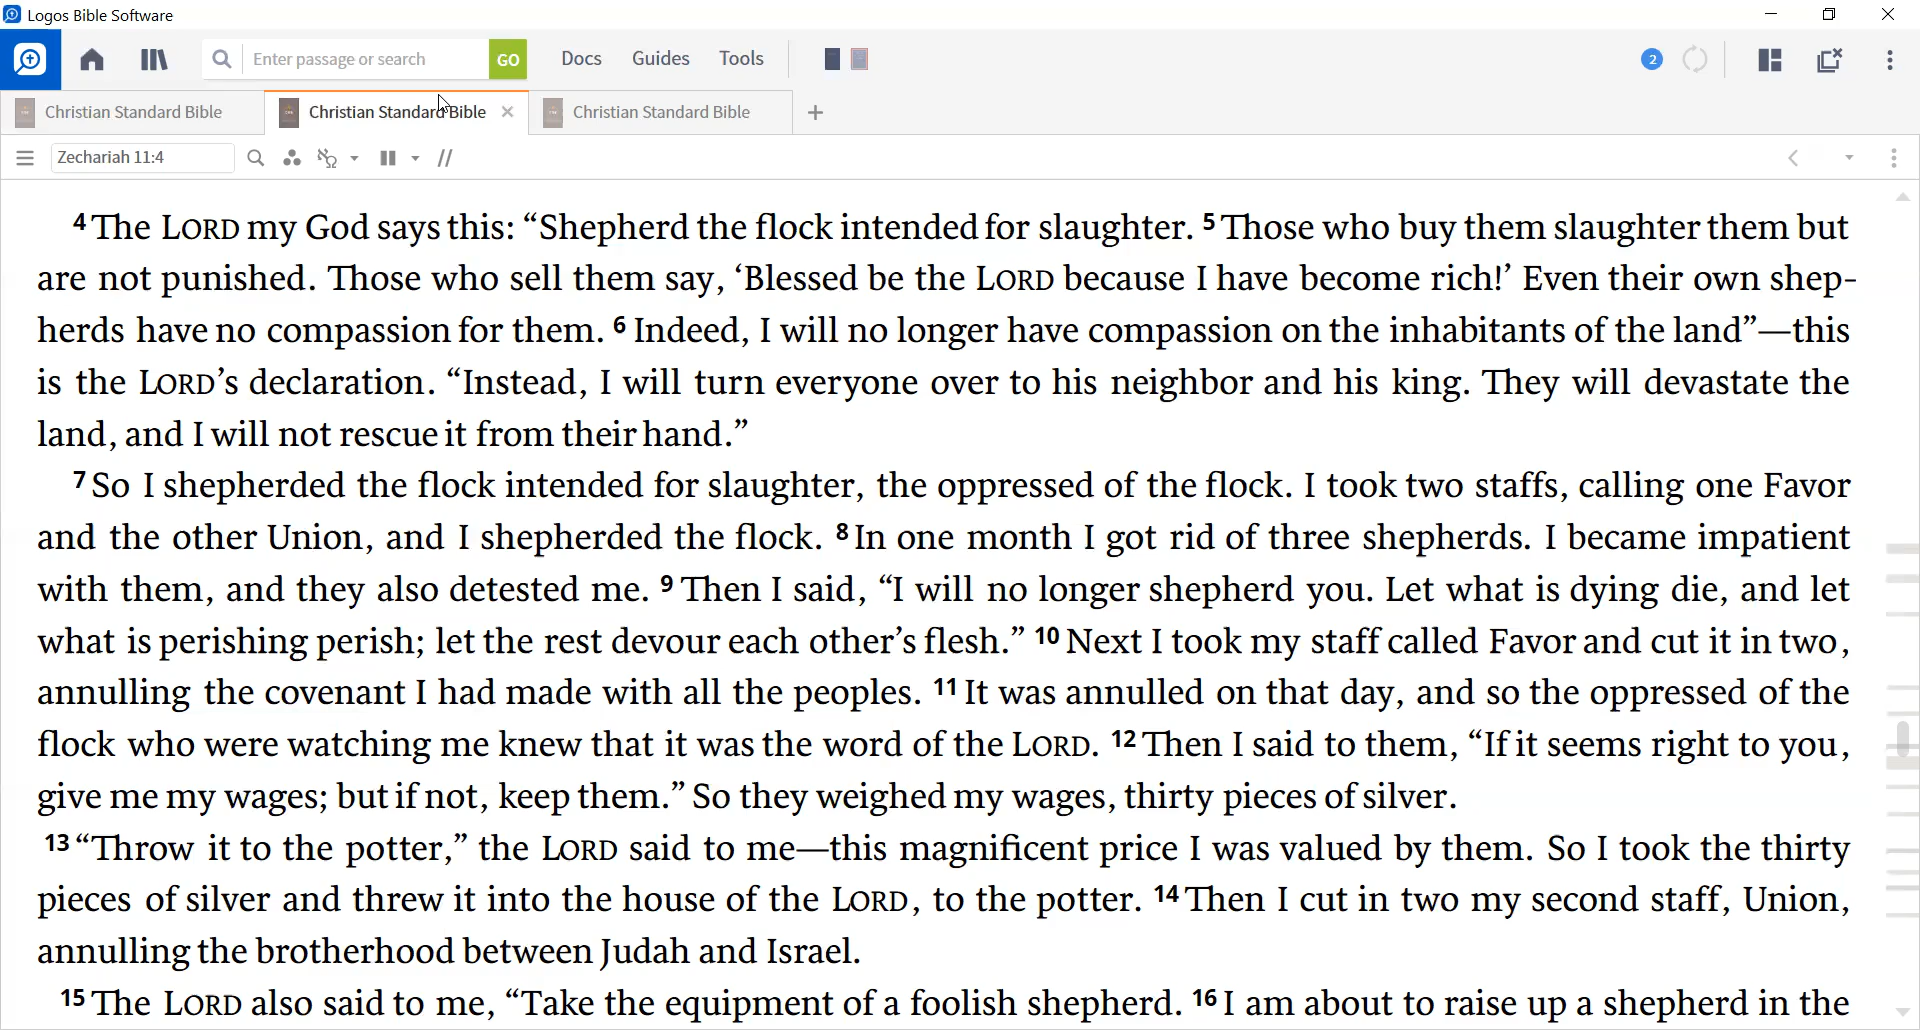 Logos Bible Software
Enter passage or search GO Docs Guides Tools 2
Christian Standard Bible Christian Standard Bible Christian Standard Bible
Zechariah 11:4
4 The LORD my God says this: “Shepherd the flock intended for slaughter. 5 Those who buy them slaughter them but
are not punished. Those who sell them say, ‘Blessed be the LORD because I have become rich!’ Even their own shep-
herds have no compassion for them. 6 Indeed, I will no longer have compassion on the inhabitants of the land”—this
is the LORD’s declaration. “Instead, I will turn everyone over to his neighbor and his king. They will devastate the
land, and I will not rescue it from their hand.”
7 So I shepherded the flock intended for slaughter, the oppressed of the flock. I took two staffs, calling one Favor
and the other Union, and I shepherded the flock. 8 In one month I got rid of three shepherds. I became impatient
with them, and they also detested me. 9 Then I said, “I will no longer shepherd you. Let what is dying die, and let
what is perishing perish; let the rest devour each other’s flesh.” 10 Next I took my staff called Favor and cut it in two,
annulling the covenant I had made with all the peoples. 11 It was annulled on that day, and so the oppressed of the
flock who were watching me knew that it was the word of the LORD. 12 Then I said to them, “If it seems right to you,
give me my wages; but if not, keep them.” So they weighed my wages, thirty pieces of silver.
13 “Throw it to the potter,” the LORD said to me—this magnificent price I was valued by them. So I took the thirty
pieces of silver and threw it into the house of the LORD, to the potter. 14 Then I cut in two my second staff, Union,
annulling the brotherhood between Judah and Israel.
15 The LORD also said to me, “Take the equipment of a foolish shepherd. 16 I am about to raise up a shepherd in the